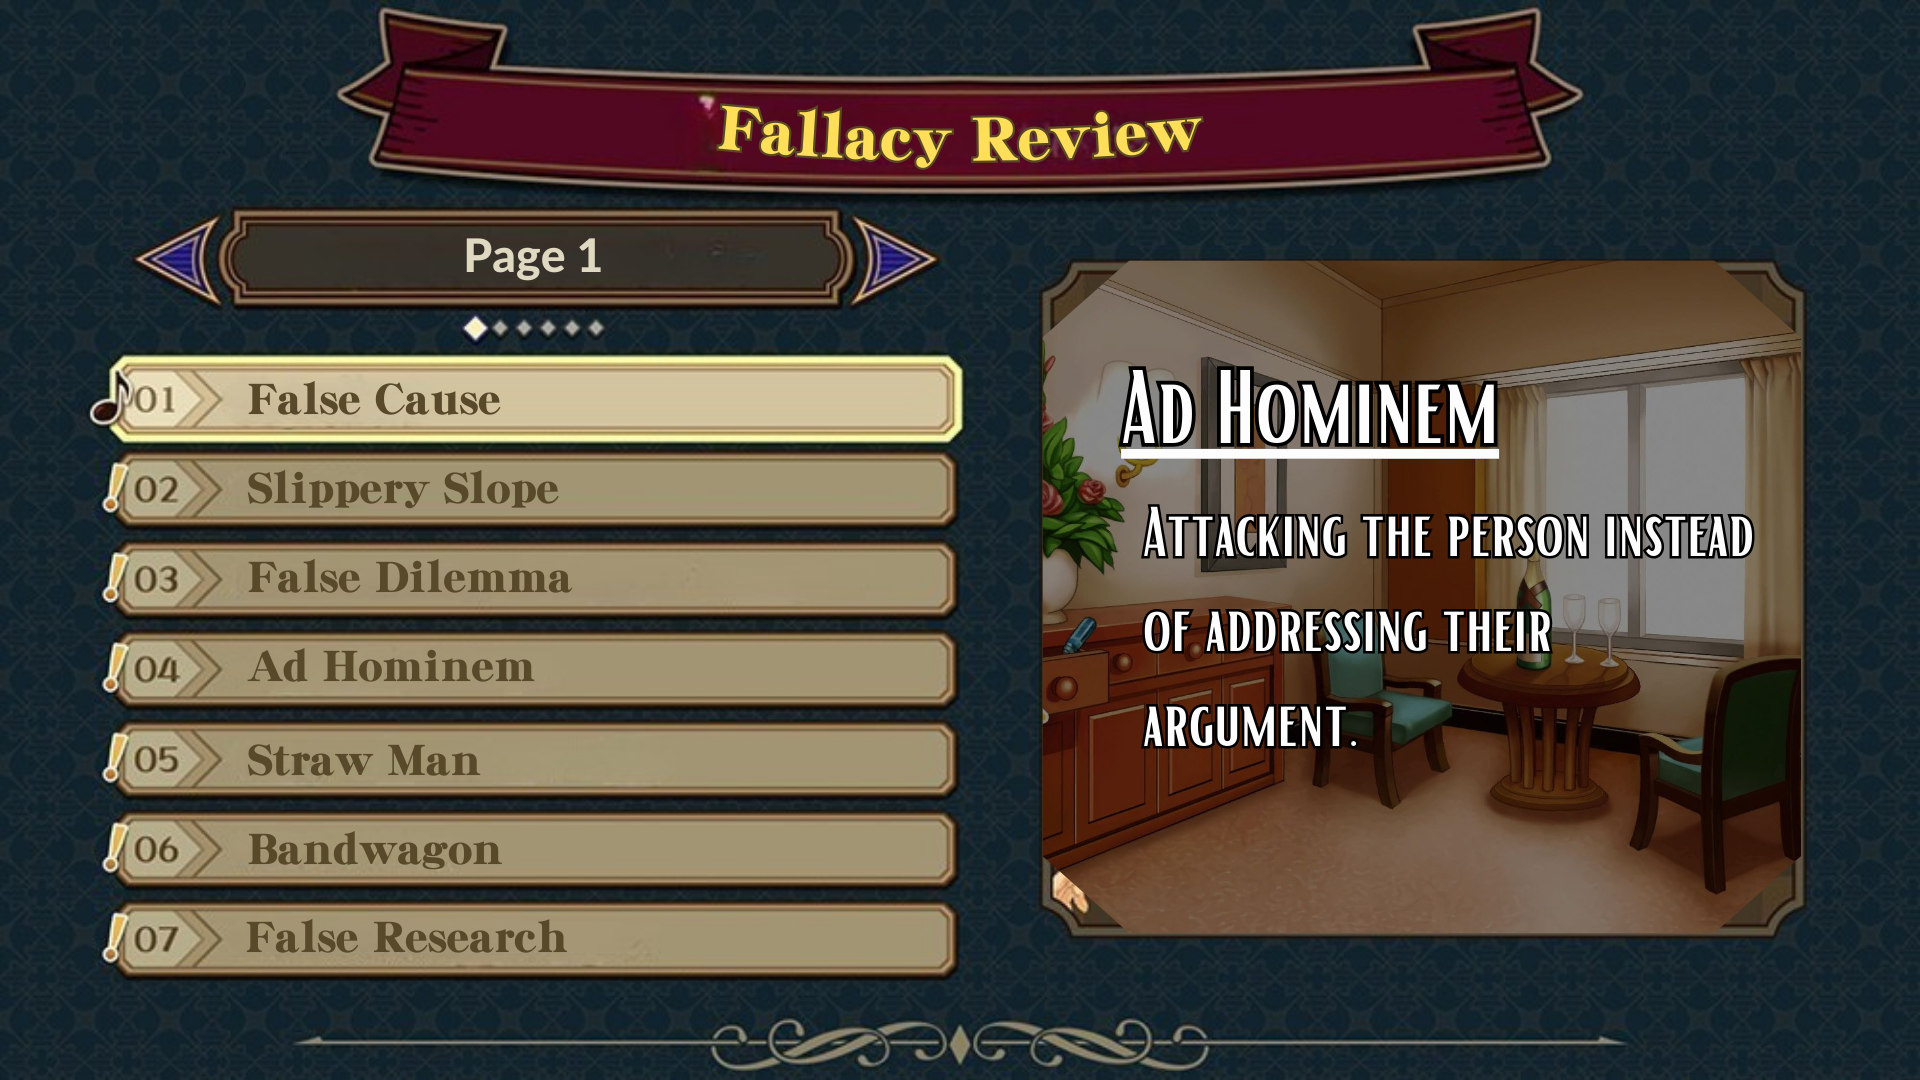 Fallacy Review
Page 1
01 False Cause
02 Slippery Slope
03 False Dilemma
04 Ad Hominem
05 Straw Man
06 Bandwagon
07 False Research
Ad Hominem
Attacking the person instead
of addressing their
argument.